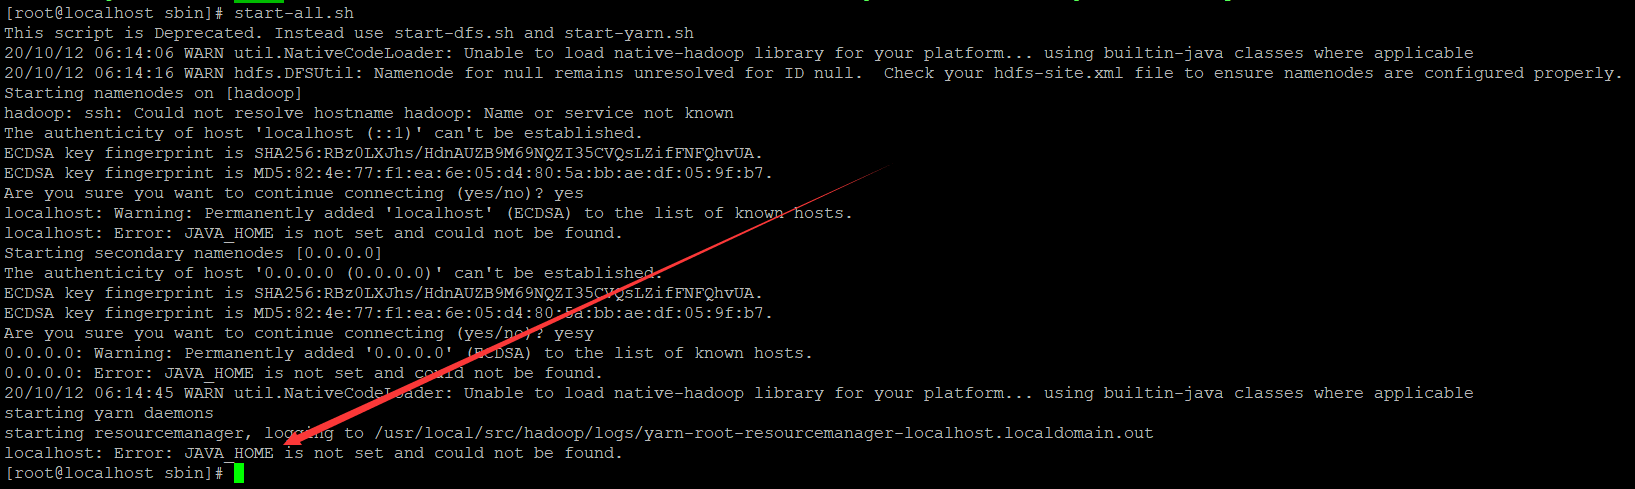 [root@localhost sbin]# start-all.sh
This script is Deprecated. Instead use start-dfs.sh and start-yarn.sh
20/10/12 06:14:06 WARN util.NativeCodeLoader: Unable to load native-hadoop library for your platform... using builtin-java classes where applicable
20/10/12 06:14:16 WARN hdfs.DFSUtil: Namenode for null remains unresolved for ID null.  Check your hdfs-site.xml file to ensure namenodes are configured properly.
Starting namenodes on [hadoop]
hadoop: ssh: Could not resolve hostname hadoop: Name or service not known
The authenticity of host 'localhost (::1)' can't be established.
ECDSA key fingerprint is SHA256:RBz0LXJhs/HdnAUZB9M69NQZI35CVQsLZifFNFQhvUA.
ECDSA key fingerprint is MD5:82:4e:77:f1:ea:6e:05:d4:80:5a:bb:ae:df:05:9f:b7.
Are you sure you want to continue connecting (yes/no)? yes
localhost: Warning: Permanently added 'localhost' (ECDSA) to the list of known hosts.
localhost: Error: JAVA_HOME is not set and could not be found.
Starting secondary namenodes [0.0.0.0]
The authenticity of host '0.0.0.0 (0.0.0.0)' can't be established.
ECDSA key fingerprint is SHA256:RBz0LXJhs/HdnAUZB9M69NQZI35CVQsLZifFNFQhvUA.
ECDSA key fingerprint is MD5:82:4e:77:f1:ea:6e:05:d4:80:5a:bb:ae:df:05:9f:b7.
Are you sure you want to continue connecting (yes/no)? yesy
0.0.0.0: Warning: Permanently added '0.0.0.0' (ECDSA) to the list of known hosts.
0.0.0.0: Error: JAVA_HOME is not set and could not be found.
20/10/12 06:14:45 WARN util.NativeCodeLoader: Unable to load native-hadoop library for your platform... using builtin-java classes where applicable
starting yarn daemons
starting resourcemanager, logging to /usr/local/src/hadoop/logs/yarn-root-resourcemanager-localhost.localdomain.out
localhost: Error: JAVA_HOME is not set and could not be found.
[root@localhost sbin]#